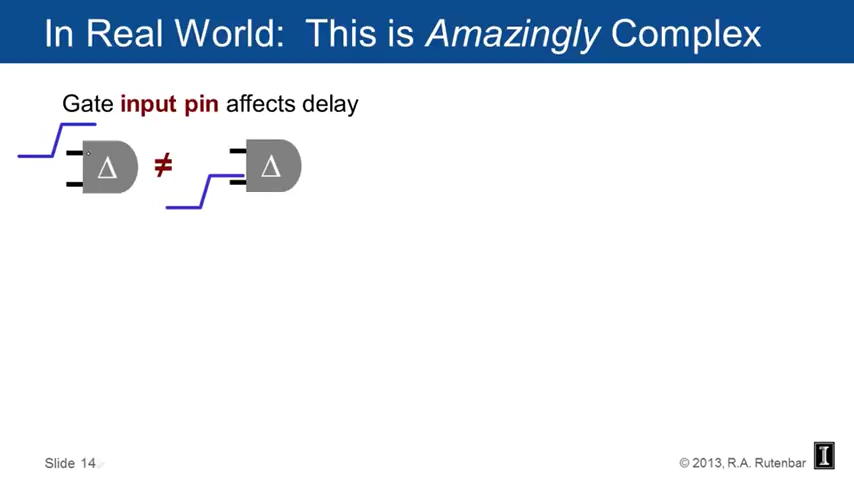 In Real World: This is Amazingly Complex
Gate input pin affects delay
Δ ≠ Δ
Slide 14
© 2013, R.A. Rutenbar
I